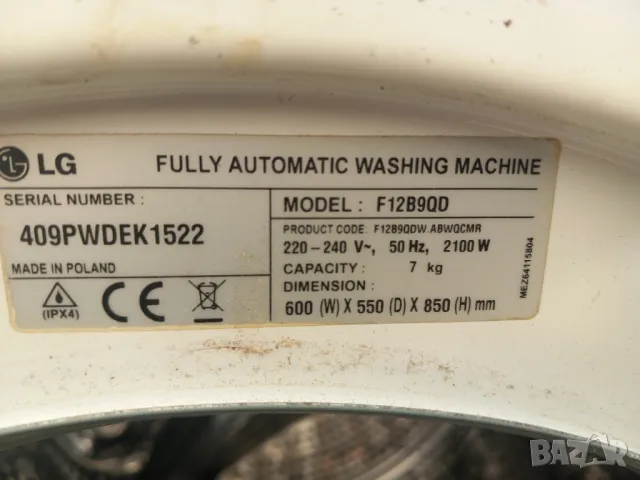 LG FULLY AUTOMATIC WASHING MACHINE
SERIAL NUMBER :
409PWDEK1522
MADE IN POLAND
(IPX4)
CE
MODEL : F12B9QD
PRODUCT CODE: F12B9QDW.ABWQCMR
220-240 V~, 50 Hz, 2100 W
CAPACITY : 7 kg
DIMENSION :
600 (W) X 550 (D) X 850 (H) mm
MEZ64115804
BAZAR